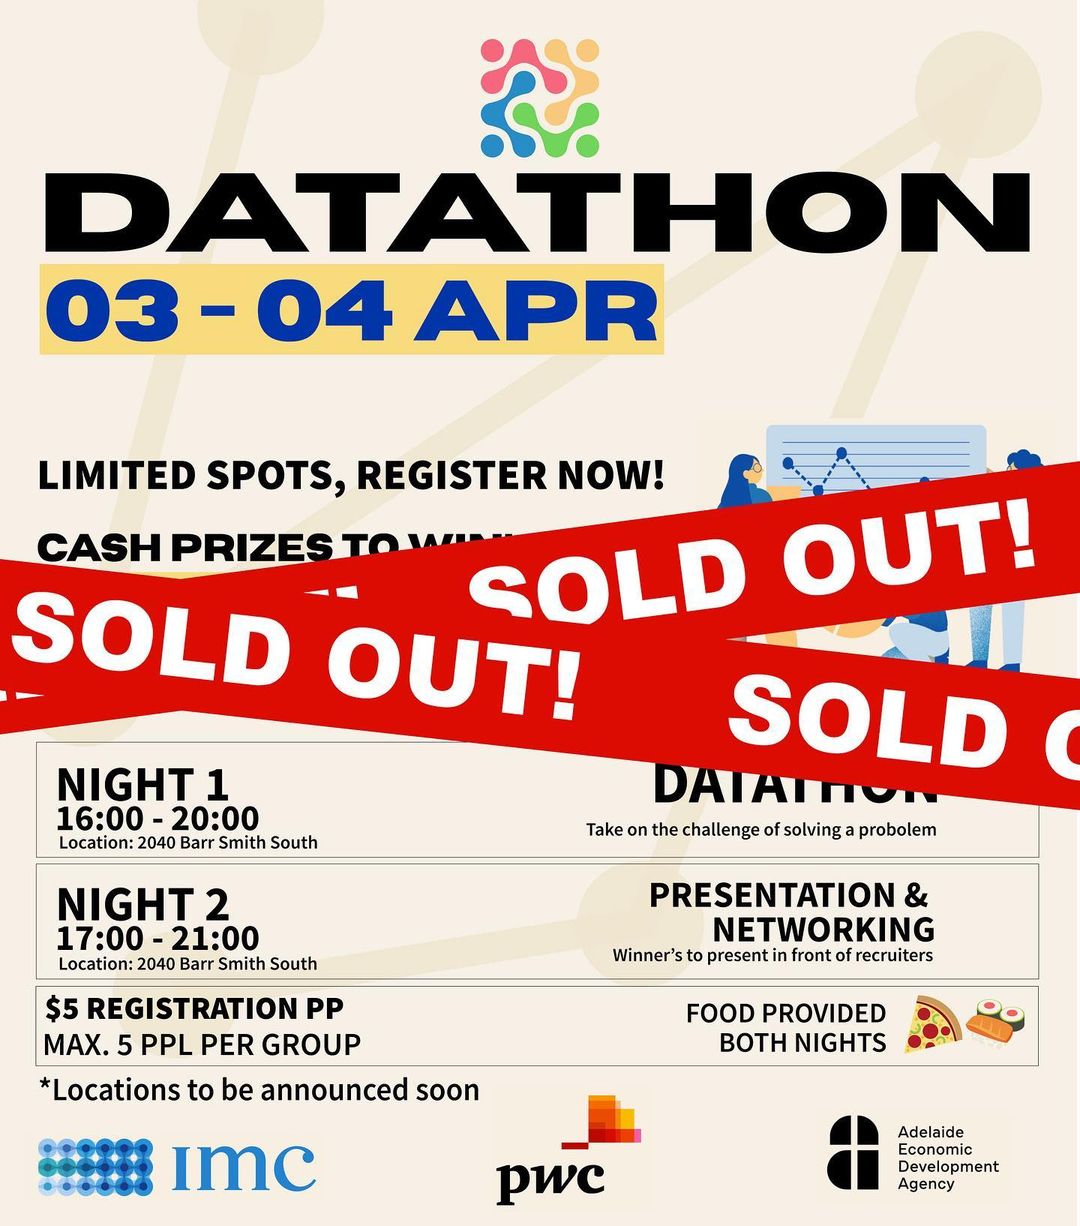 DATATHON
03 - 04 APR
LIMITED SPOTS, REGISTER NOW!
CASH PRIZES TO WIN!
SOLD OUT!
SOLD OUT!
SOLD O
NIGHT 1
16:00 - 20:00
Location: 2040 Barr Smith South
DATATHON
Take on the challenge of solving a probolem
NIGHT 2
17:00 - 21:00
Location: 2040 Barr Smith South
PRESENTATION &
NETWORKING
Winner's to present in front of recruiters
$5 REGISTRATION PP
MAX. 5 PPL PER GROUP
FOOD PROVIDED
BOTH NIGHTS
*Locations to be announced soon
imc
pwc
Adelaide
Economic
Development
Agency